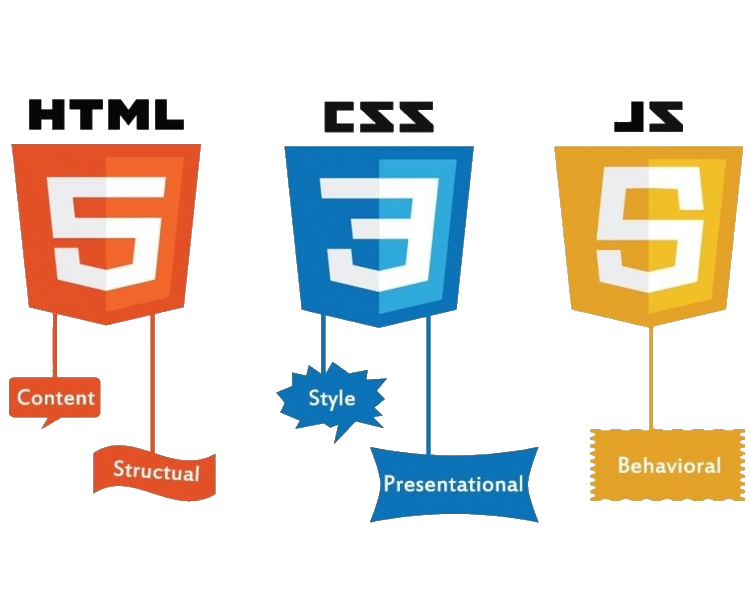 HTML CSS JS
5 3 5
Content
Style
Behavioral
Structual
Presentational